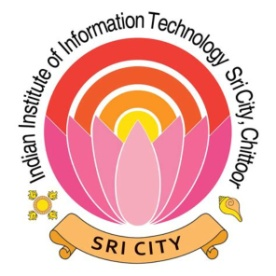 Indian Institute of Information Technology Sri City, Chittoor
SRI CITY